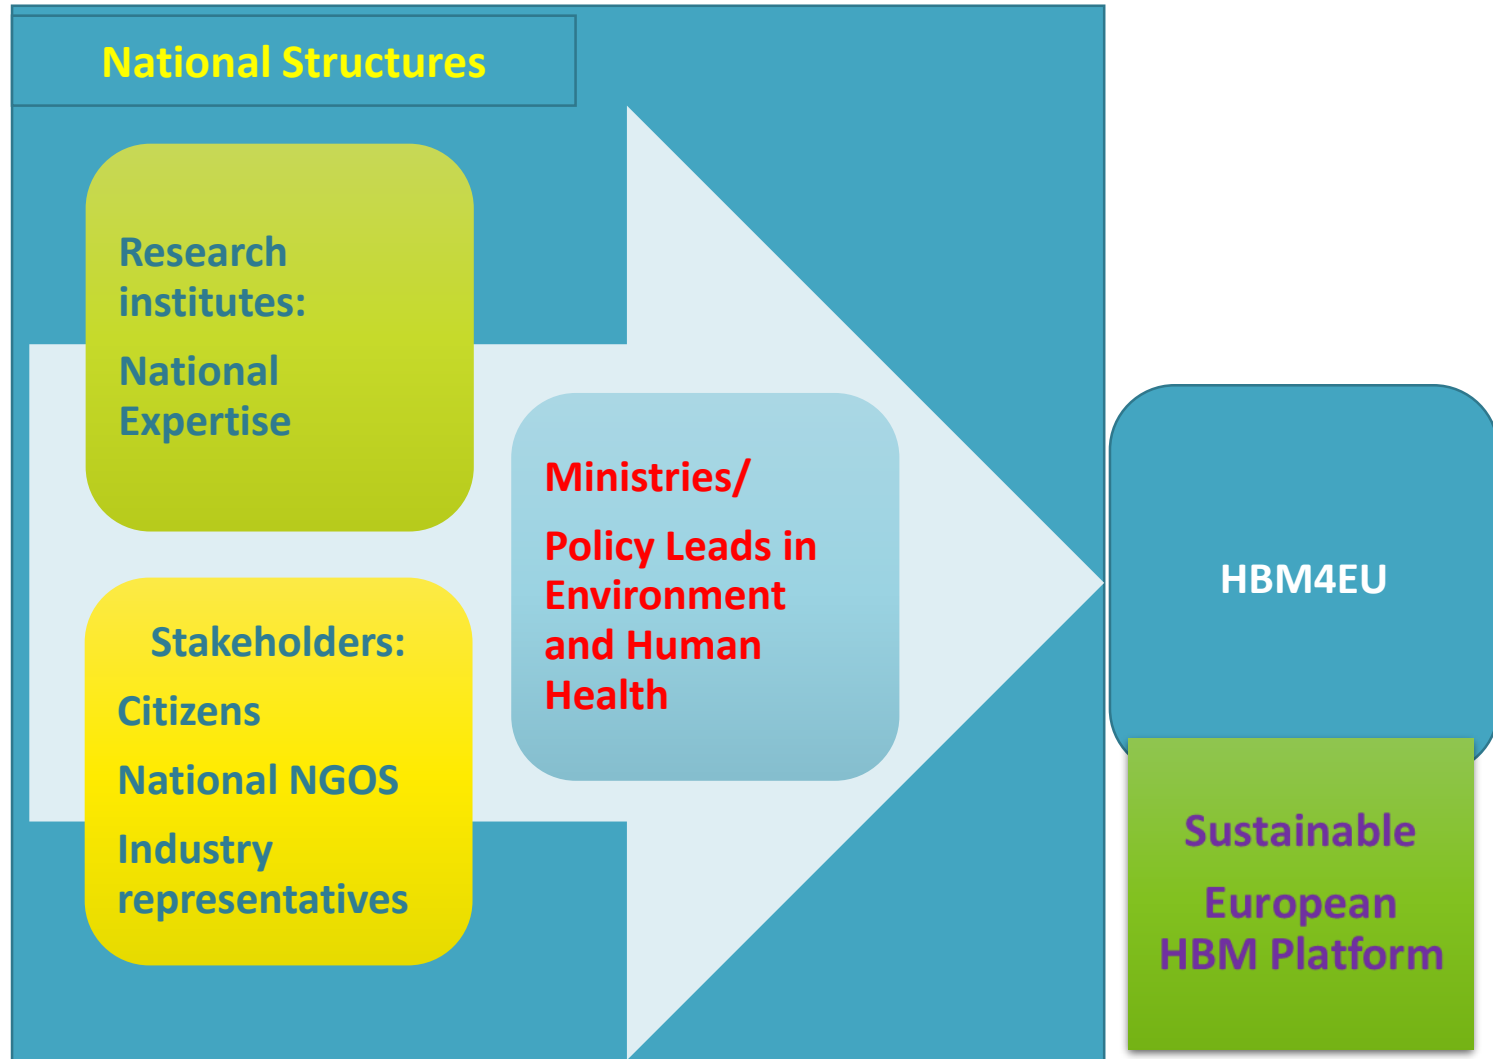 National Structures
Research
institutes:
National
Expertise
Stakeholders:
Citizens
National NGOS
Industry
representatives
Ministries/
Policy Leads in
Environment
and Human
Health
HBM4EU
Sustainable
European
HBM Platform